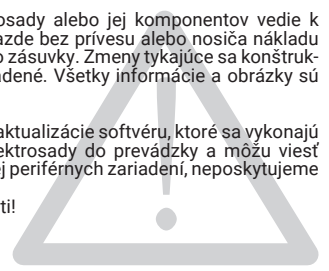 osady alebo jej komponentov vedie k
azde bez prívesu alebo nosiča nákladu
o zásuvky. Zmeny týkajúce sa konštruk-
adené. Všetky informácie a obrázky sú
aktualizácie softvéru, ktoré sa vykonajú
ektrosady do prevádzky a môžu viesť
ej periférnych zariadení, neposkytujeme
ti!